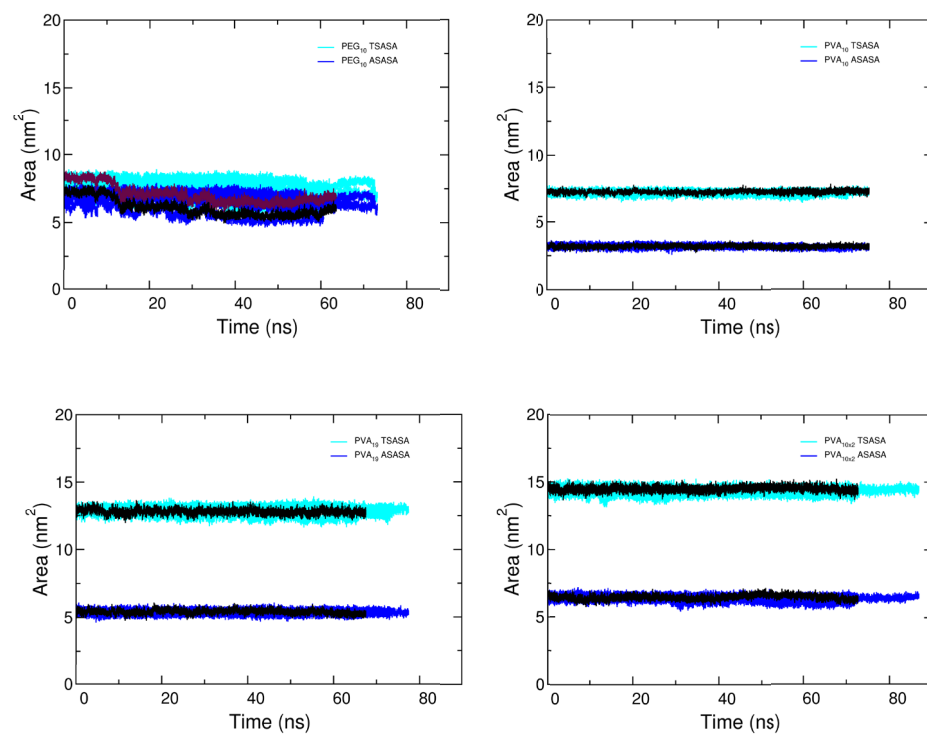 PEG10 TSASA
PEG10 ASASA
20
15
10
5
0
Area (nm2)
0 20 40 60 80
Time (ns)
PVA10 TSASA
PVA10 ASASA
20
15
10
5
0
Area (nm2)
0 20 40 60 80
Time (ns)
PVA19 TSASA
PVA19 ASASA
20
15
10
5
0
Area (nm2)
0 20 40 60 80
Time (ns)
PVA10x2 TSASA
PVA10x2 ASASA
20
15
10
5
0
Area (nm2)
0 20 40 60 80
Time (ns)